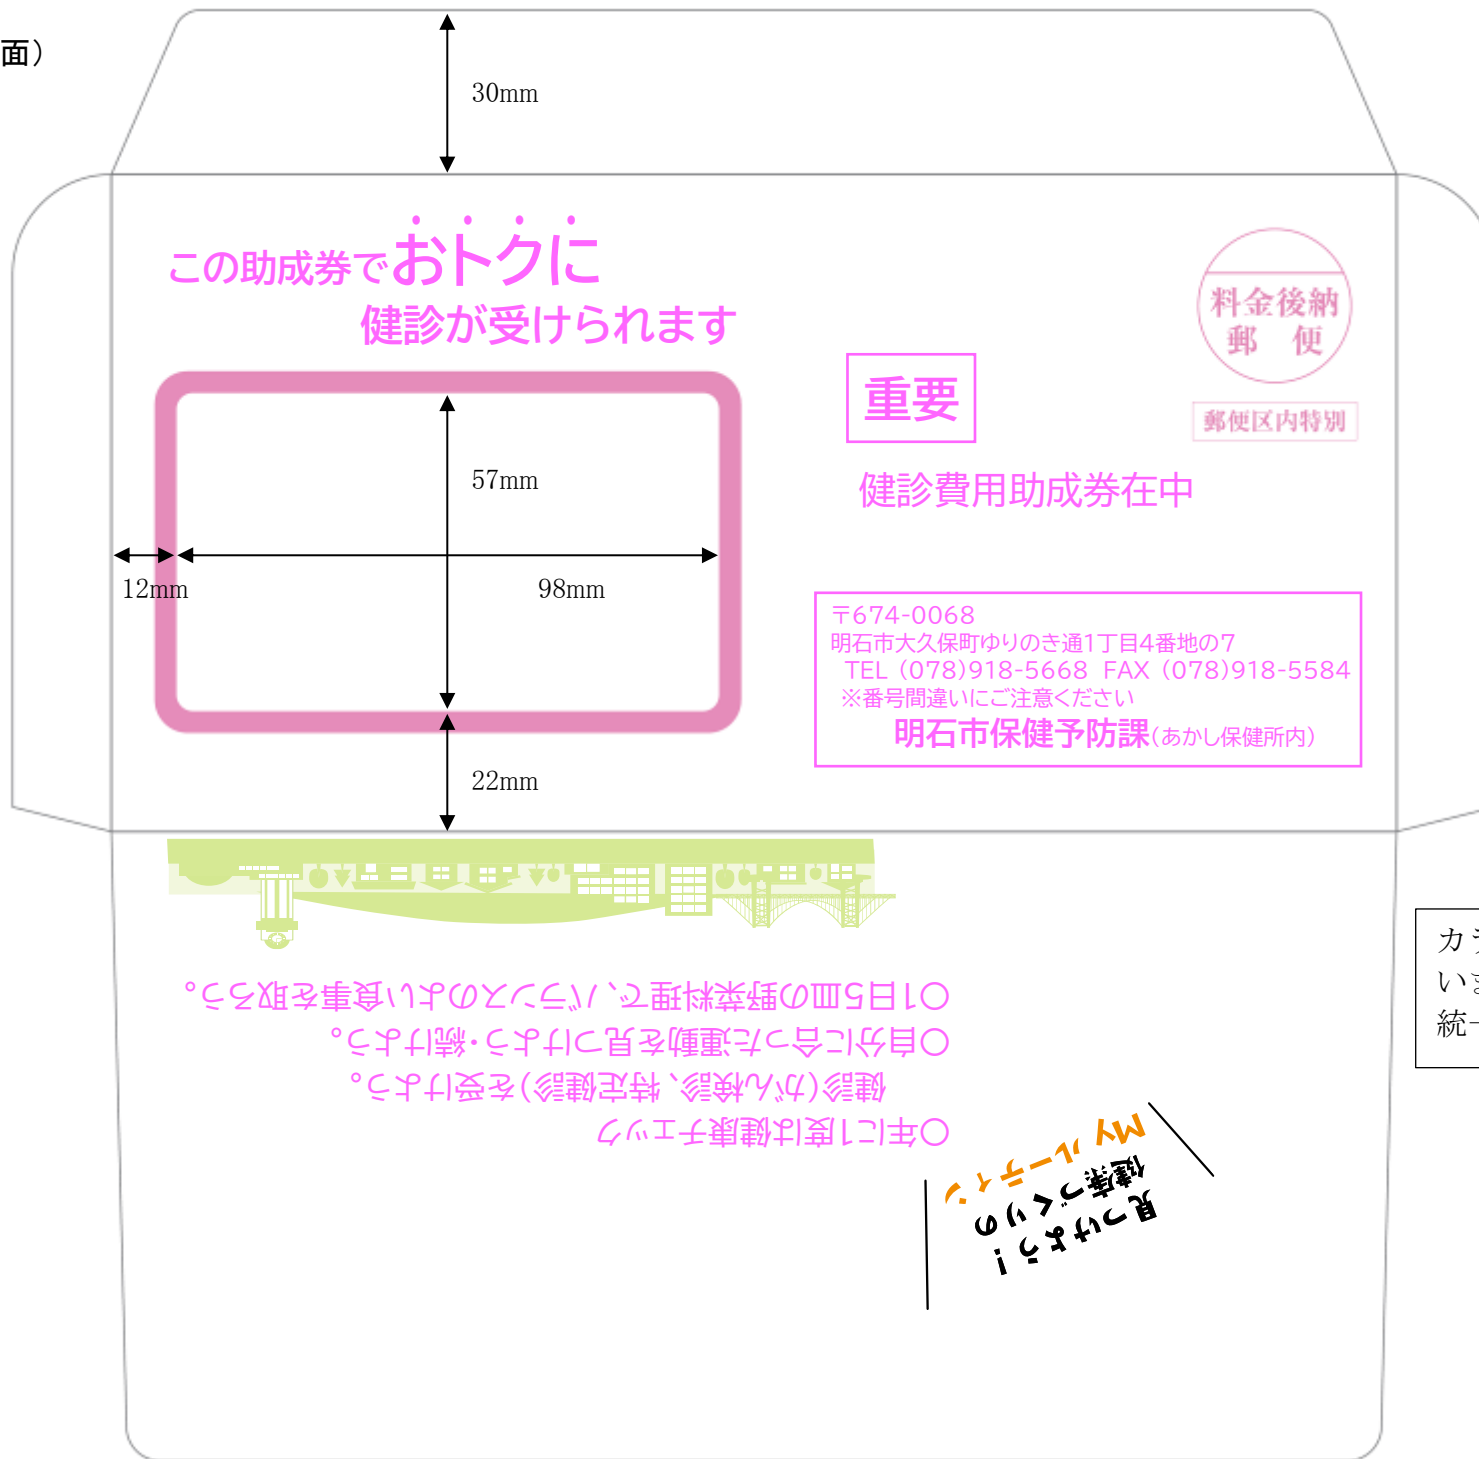 面）
30mm
この助成券でおトクに
健診が受けられます
料金後納
郵 便
郵便区内特別
重要
健診費用助成券在中
57mm
12mm
98mm
22mm
〒674-0068
明石市大久保町ゆりのき通1丁目4番地の7
TEL (078)918-5668 FAX (078)918-5584
※番号間違いにご注意ください
明石市保健予防課(あかし保健所内)
見つけよう！
健康づくりの
My ルーティン
○年に1度は健康チェック
健診(がん検診、特定健診)を受けよう。
○自分に合った運動を見つけよう・続けよう。
○1日5皿の野菜料理で、バランスのよい食事を取ろう。
カラ
いま
統一